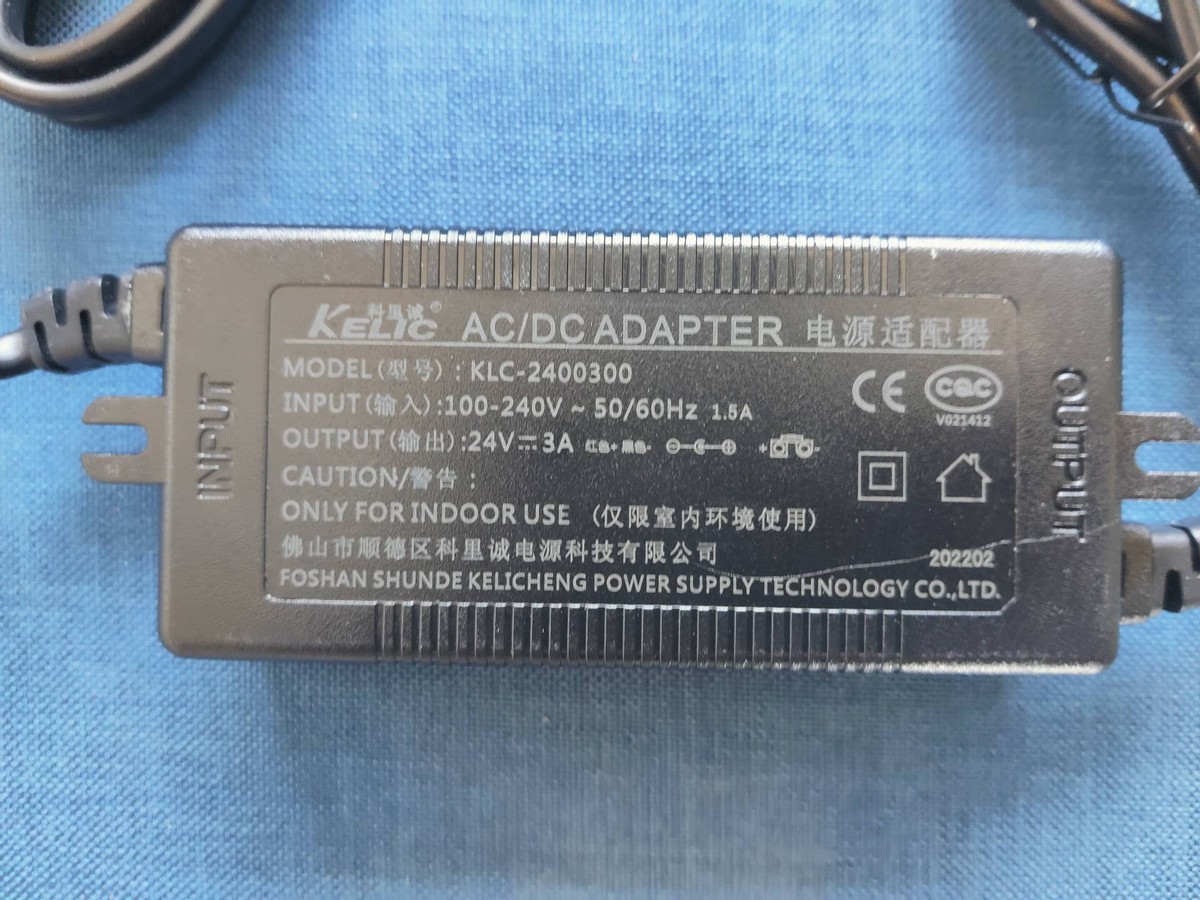 科里诚®
KELIC AC/DC ADAPTER 电源适配器
MODEL(型号):KLC-2400300
INPUT(输入):100-240V ~ 50/60Hz 1.5A
OUTPUT(输出):24V⎓3A 红色+ 黑色- - + + -
CAUTION/警告:
ONLY FOR INDOOR USE (仅限室内环境使用)
佛山市顺德区科里诚电源科技有限公司
FOSHAN SHUNDE KELICHENG POWER SUPPLY TECHNOLOGY CO.,LTD.
CE CQC
V021412
202202
INPUT
OUTPUT